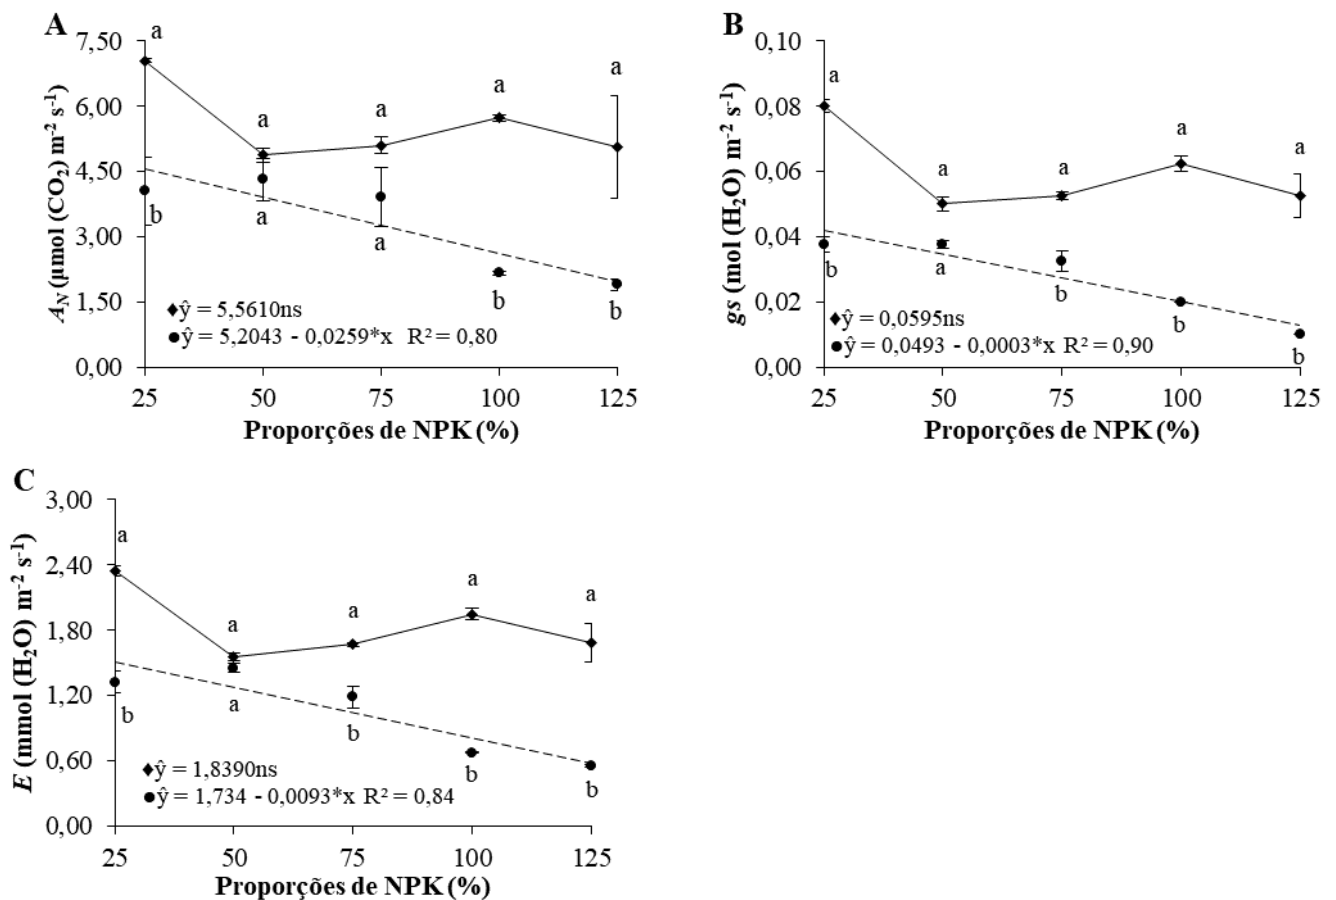 A
7,50
6,00
4,50
3,00
1,50
0,00
A_N (µmol (CO₂) m⁻² s⁻¹)
a
a
a
a
a
b
a
a
b
b
ŷ = 5,5610ns
ŷ = 5,2043 - 0,0259*x R² = 0,80
25 50 75 100 125
Proporções de NPK (%)
B
0,10
0,08
0,06
0,04
0,02
0,00
gs (mol (H₂O) m⁻² s⁻¹)
a
a
a
a
a
b
a
b
b
b
ŷ = 0,0595ns
ŷ = 0,0493 - 0,0003*x R² = 0,90
25 50 75 100 125
Proporções de NPK (%)
C
3,00
2,40
1,80
1,20
0,60
0,00
E (mmol (H₂O) m⁻² s⁻¹)
a
a
a
a
a
b
a
b
b
b
ŷ = 1,8390ns
ŷ = 1,734 - 0,0093*x R² = 0,84
25 50 75 100 125
Proporções de NPK (%)